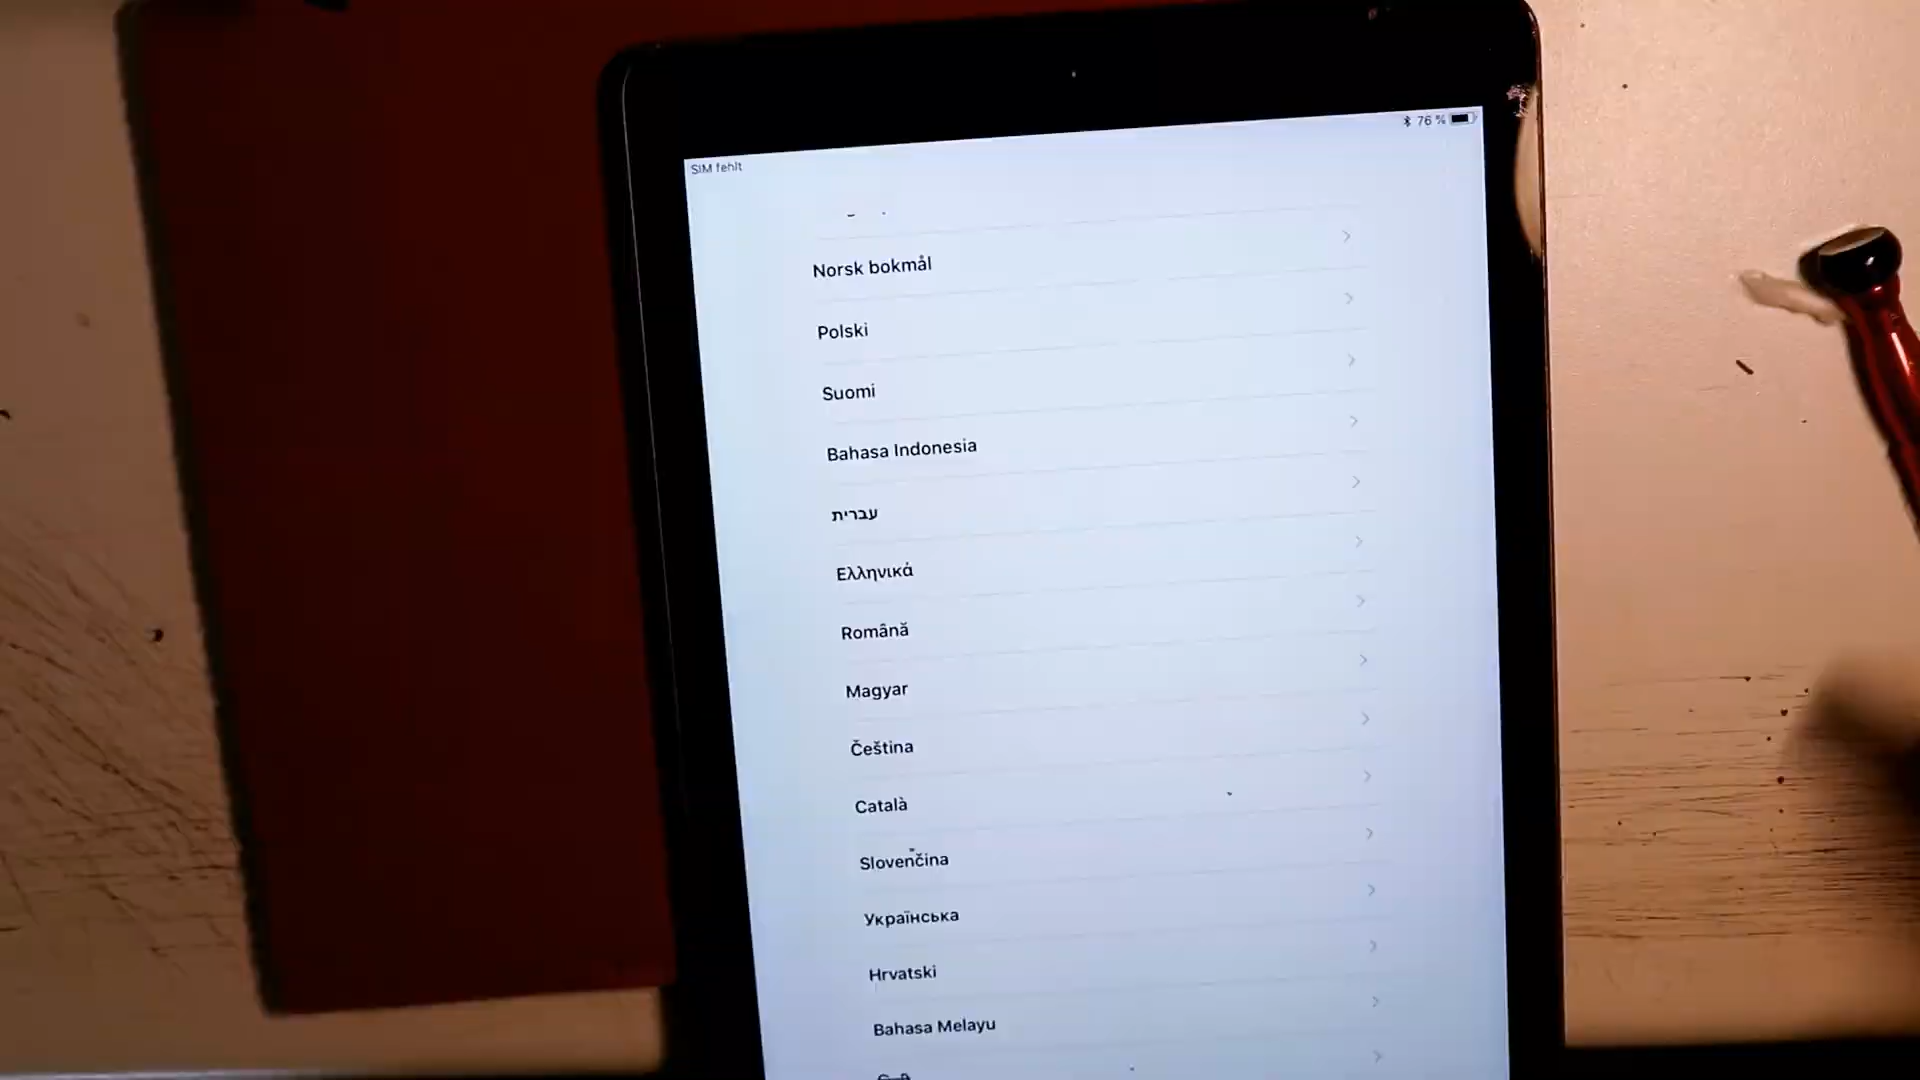 SIM fehlt
76 %
Norsk bokmål
Polski
Suomi
Bahasa Indonesia
עברית
Ελληνικά
Română
Magyar
Čeština
Català
Slovenčina
Українська
Hrvatski
Bahasa Melayu